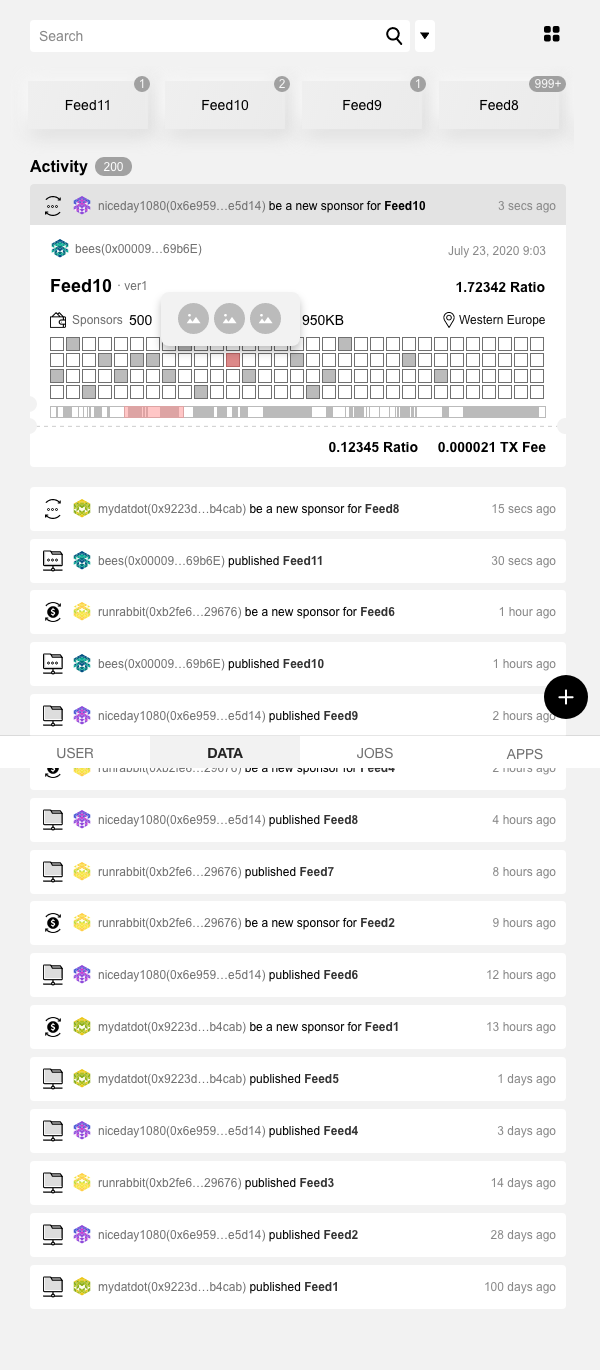 Search
1 2 1 999+
Feed11 Feed10 Feed9 Feed8
Activity 200
niceday1080(0x6e959…e5d14) be a new sponsor for Feed10 3 secs ago
bees(0x00009…69b6E) July 23, 2020 9:03
Feed10 · ver1 1.72342 Ratio
Sponsors 500 950KB Western Europe
0.12345 Ratio 0.000021 TX Fee
mydatdot(0x9223d…b4cab) be a new sponsor for Feed8 15 secs ago
bees(0x00009…69b6E) published Feed11 30 secs ago
runrabbit(0xb2fe6…29676) be a new sponsor for Feed6 1 hour ago
bees(0x00009…69b6E) published Feed10 1 hours ago
niceday1080(0x6e959…e5d14) published Feed9 2 hours ago
USER DATA JOBS APPS
runrabbit(0xb2fe6…29676) be a new sponsor for Feed4 2 hours ago
niceday1080(0x6e959…e5d14) published Feed8 4 hours ago
runrabbit(0xb2fe6…29676) published Feed7 8 hours ago
runrabbit(0xb2fe6…29676) be a new sponsor for Feed2 9 hours ago
niceday1080(0x6e959…e5d14) published Feed6 12 hours ago
mydatdot(0x9223d…b4cab) be a new sponsor for Feed1 13 hours ago
mydatdot(0x9223d…b4cab) published Feed5 1 days ago
niceday1080(0x6e959…e5d14) published Feed4 3 days ago
runrabbit(0xb2fe6…29676) published Feed3 14 days ago
niceday1080(0x6e959…e5d14) published Feed2 28 days ago
mydatdot(0x9223d…b4cab) published Feed1 100 days ago